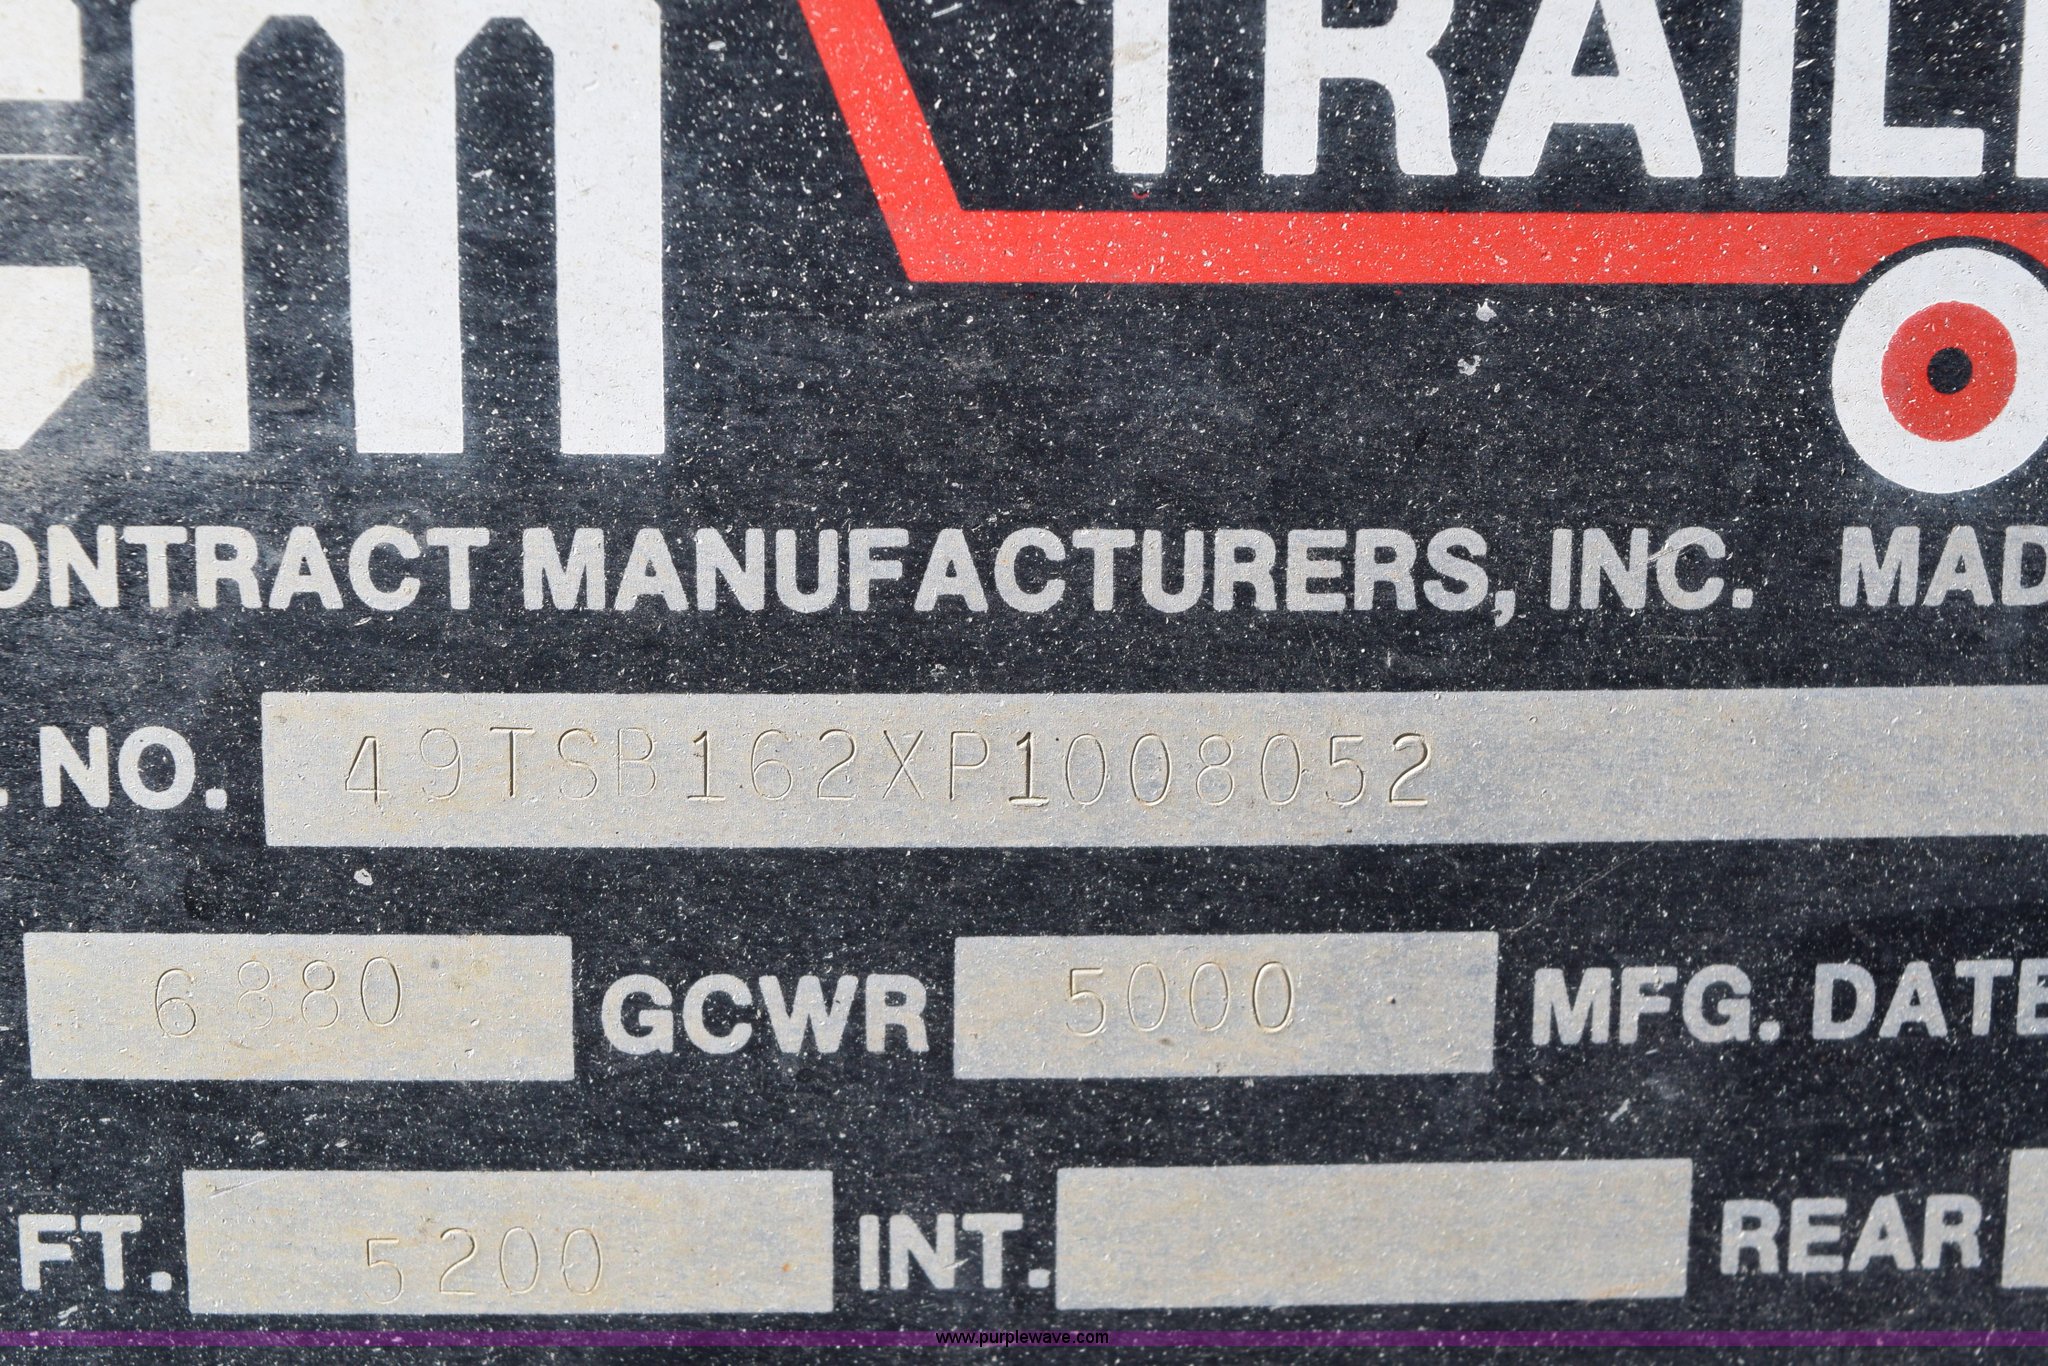 cm TRAIL
ONTRACT MANUFACTURERS, INC. MAD
. NO. 49TSB162XP1008052
6880 GCWR 5000 MFG. DATE
FT. 5200 INT. REAR
www.purplewave.com